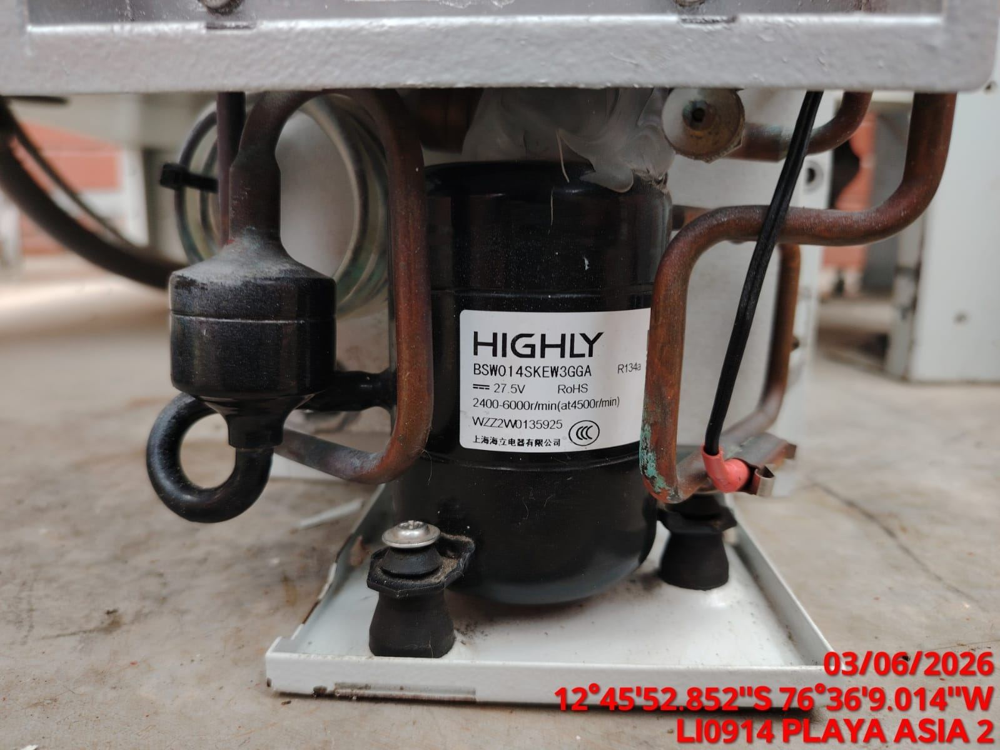 HIGHLY
BSW014SKEW3GGA R134a
27.5V RoHS
2400-6000r/min(at4500r/min)
WZZ2W0135925
上海海立电器有限公司
03/06/2026
12°45'52.852"S 76°36'9.014"W
LI0914 PLAYA ASIA 2